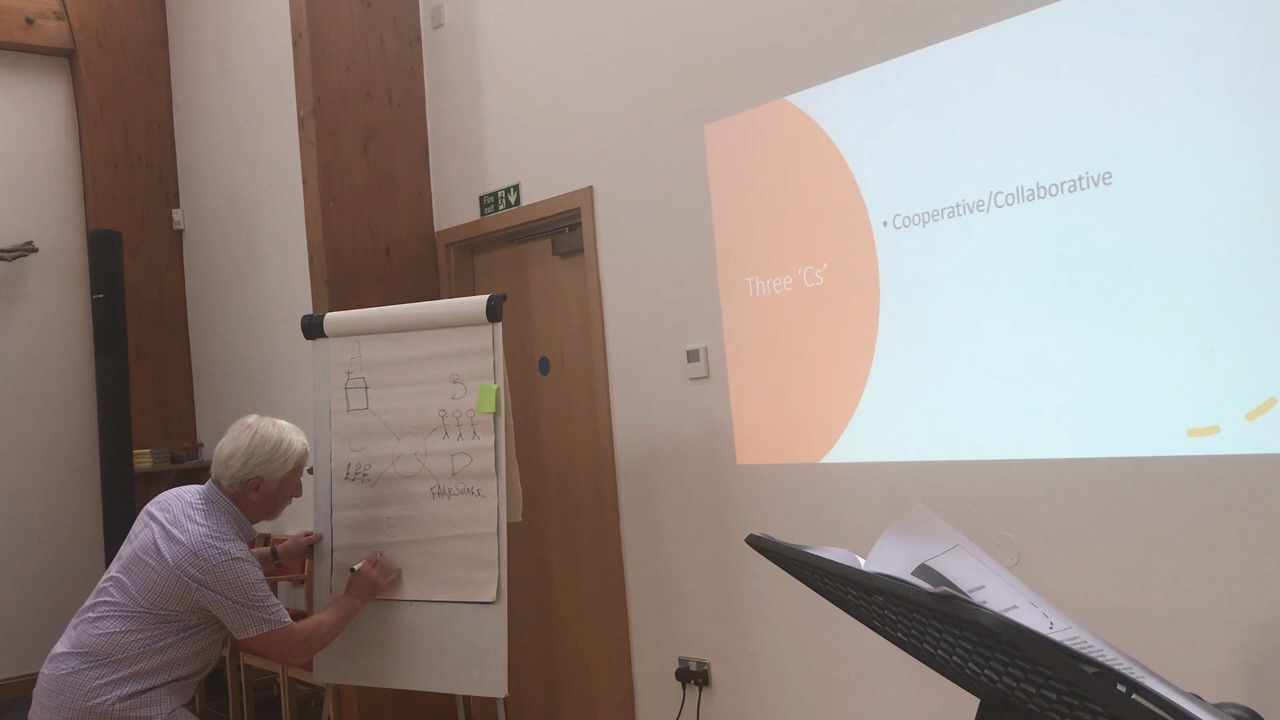 Fire
exit
Three ‘Cs’
• Cooperative/Collaborative
B
C
£££
D
FARESHARE
E